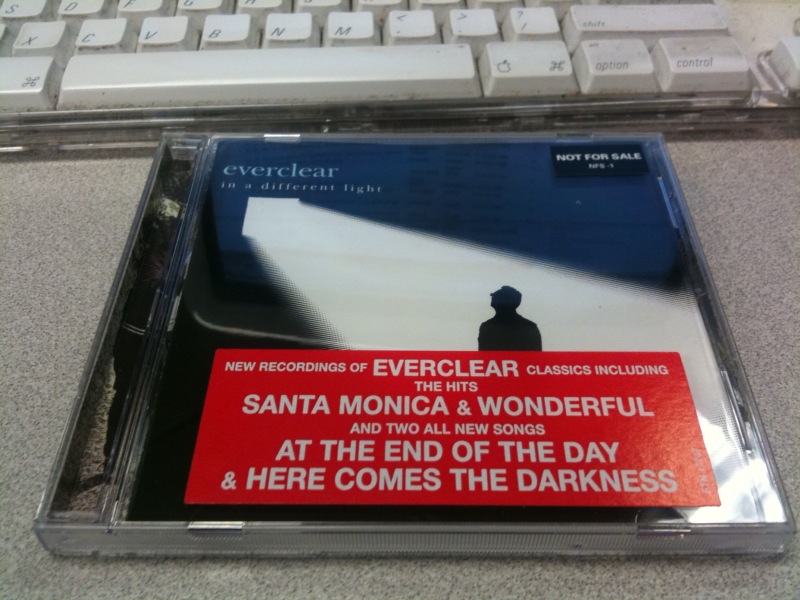 S D F G H J K L
X C V B N M < , > . ? /
shift
⌘ ⌘ alt option control
everclear
in a different light
NOT FOR SALE
NFS-1
NEW RECORDINGS OF EVERCLEAR CLASSICS INCLUDING
THE HITS
SANTA MONICA & WONDERFUL
AND TWO ALL NEW SONGS
AT THE END OF THE DAY
& HERE COMES THE DARKNESS